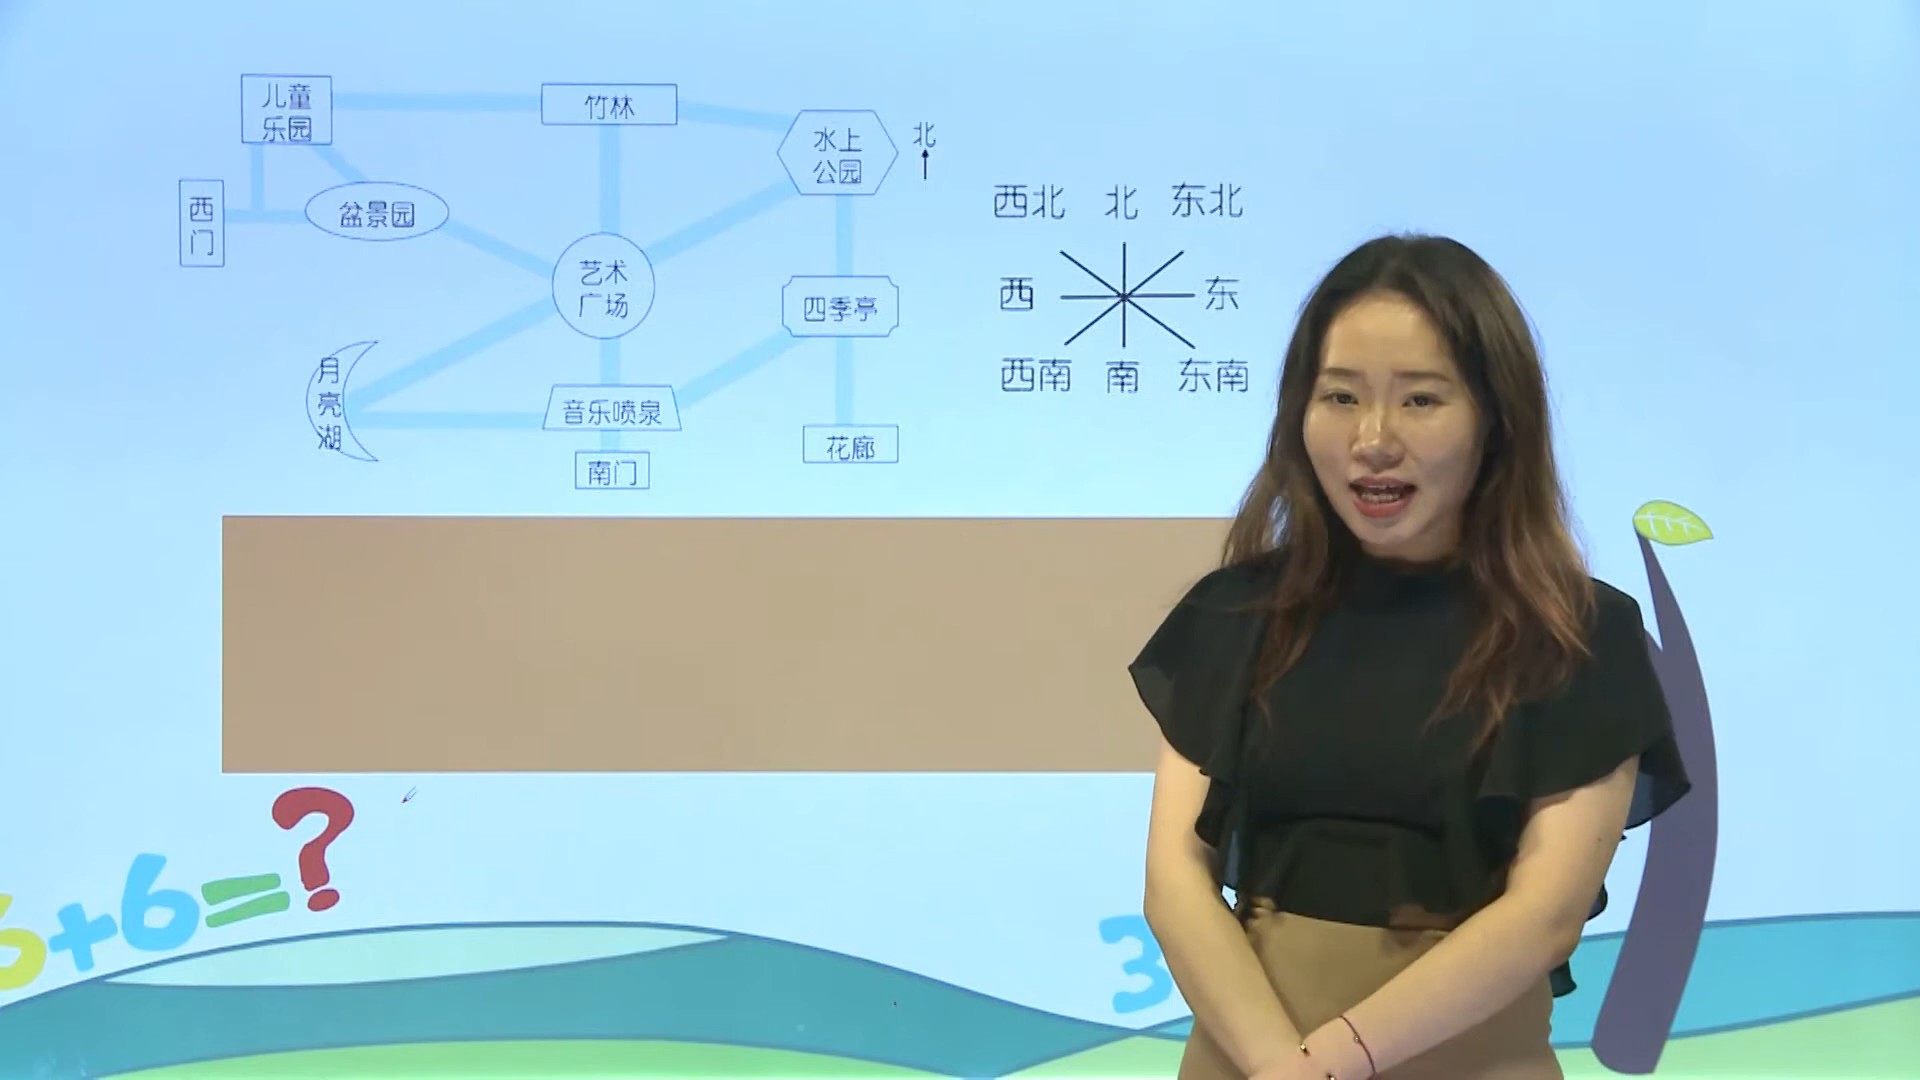 儿童
乐园
竹林
水上
公园
北
西
门
盆景园
艺术
广场
四季亭
月
亮
湖
音乐喷泉
花廊
南门
西北 北 东北
西 东
西南 南 东南
6+6=?
3